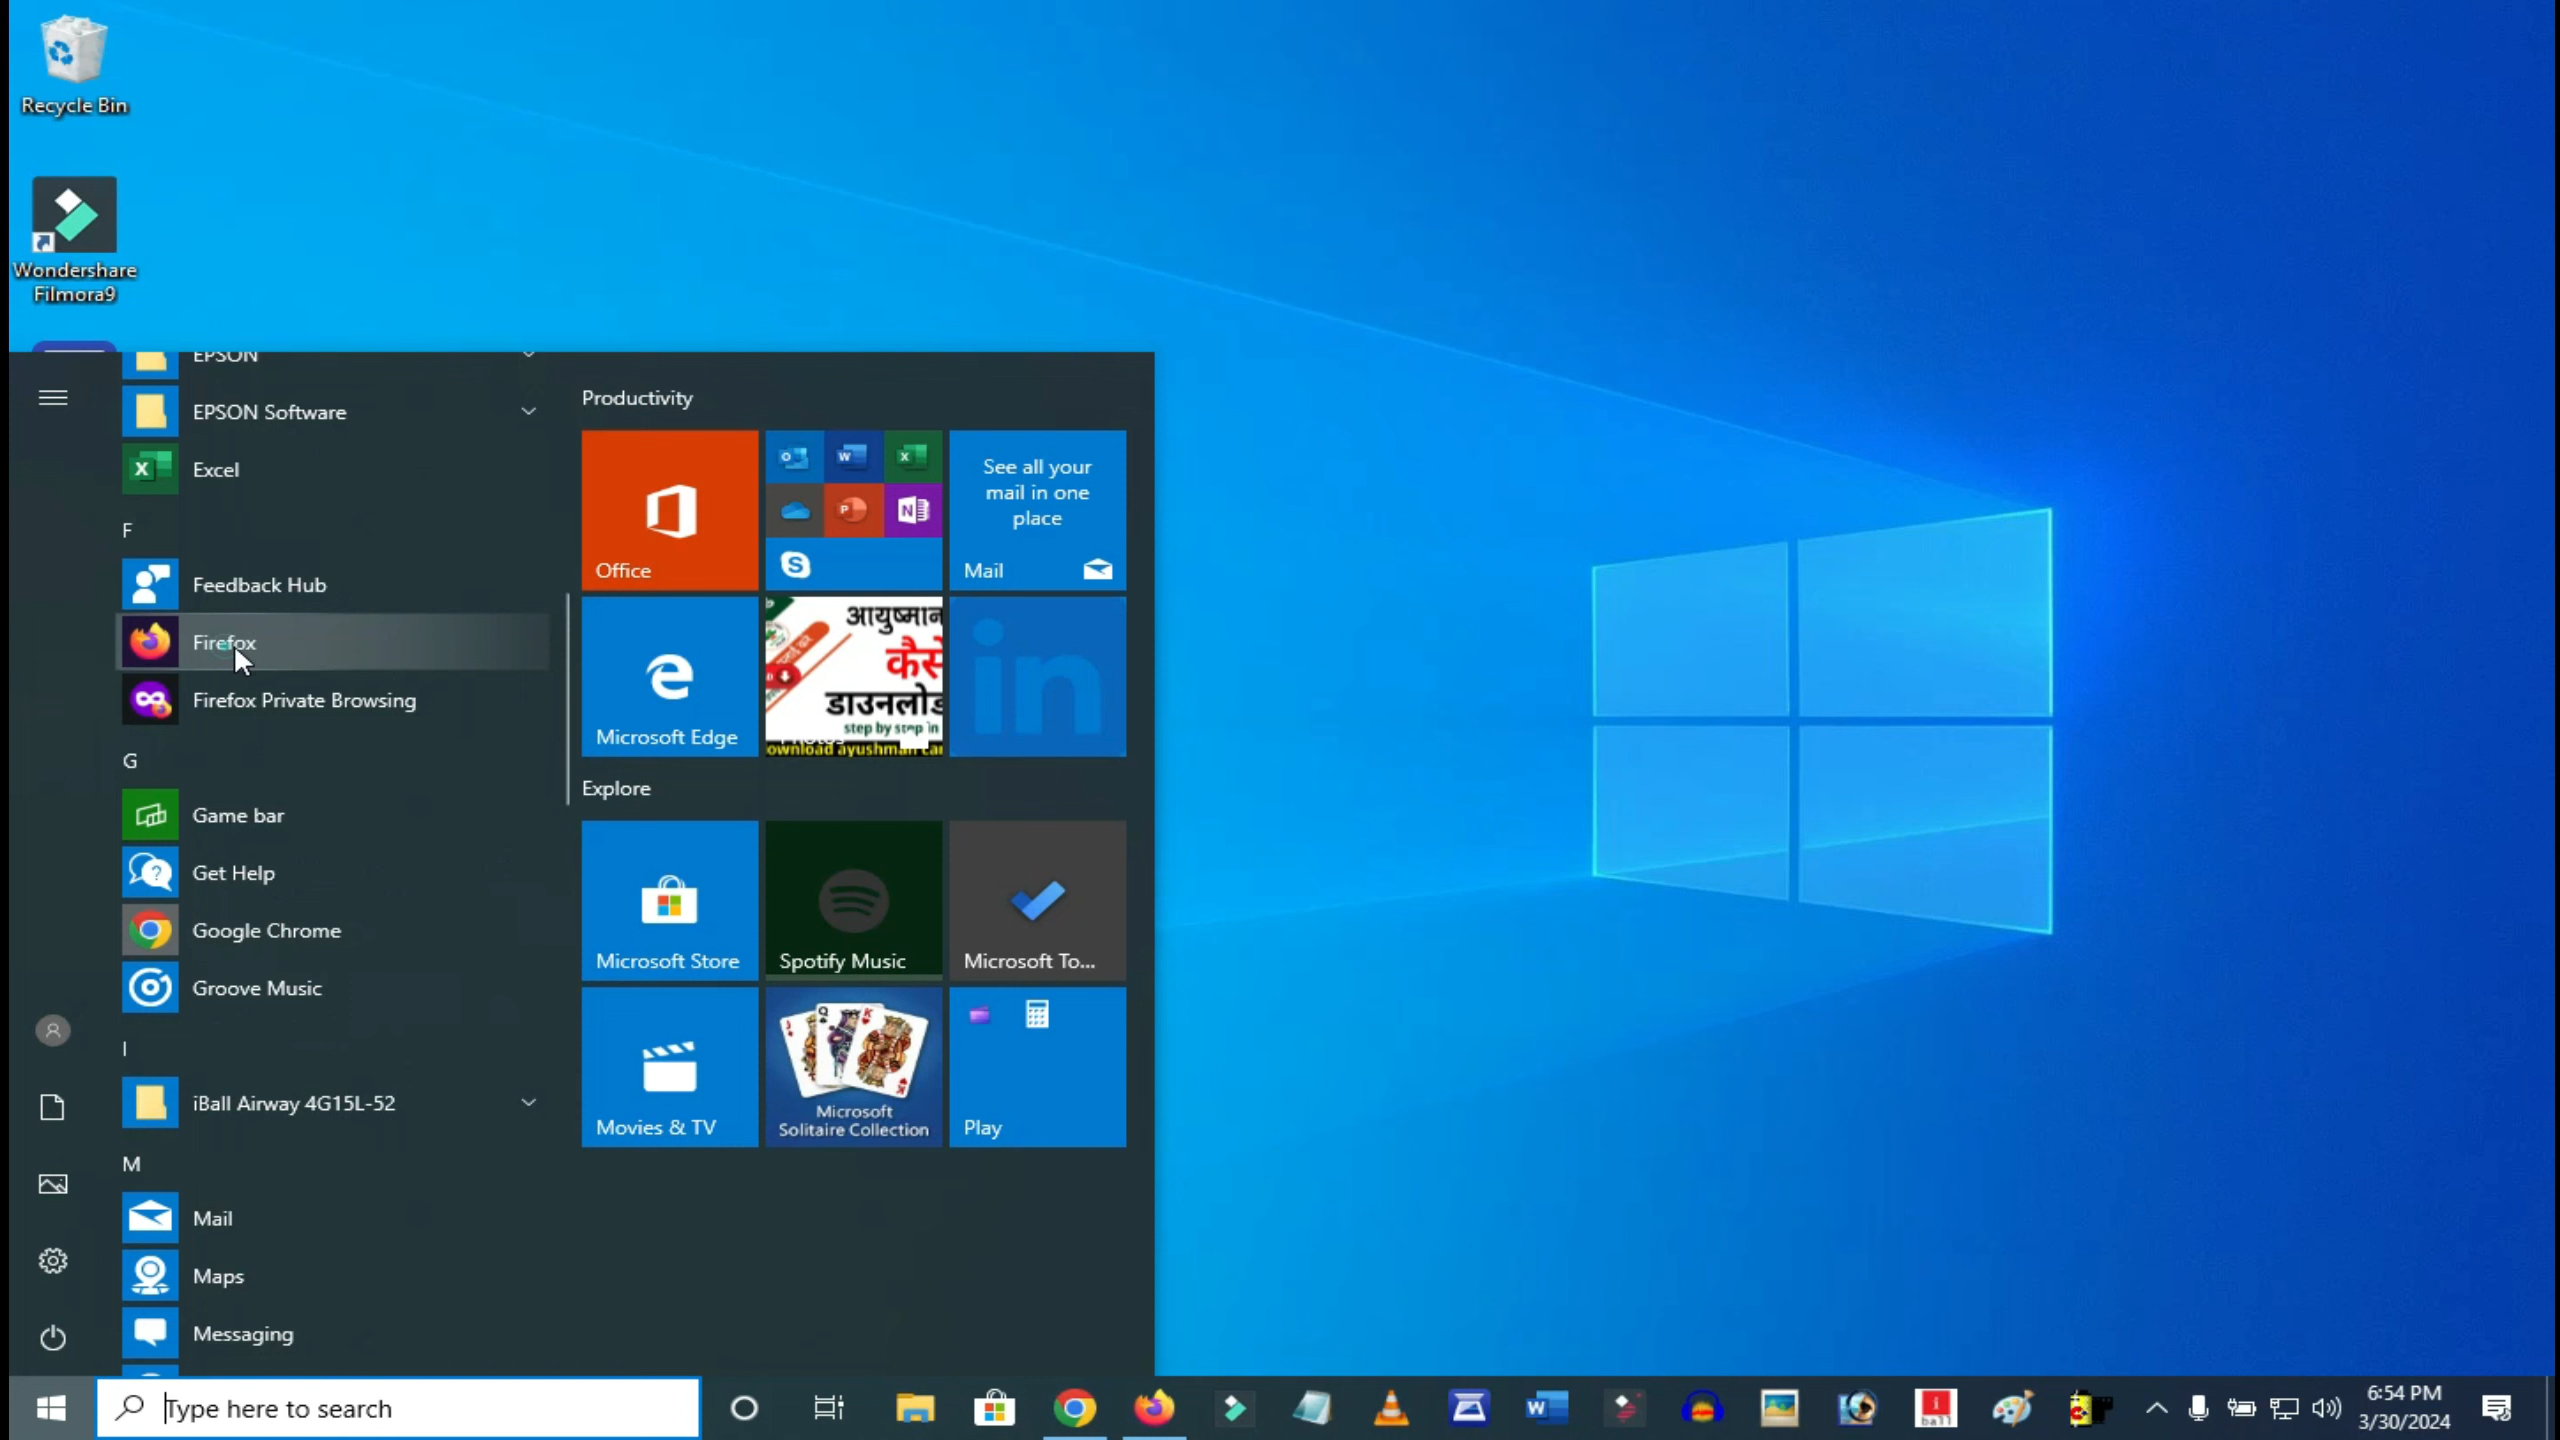 Recycle Bin
Wondershare
Filmora9
EPSON
EPSON Software
Excel
F
Feedback Hub
Firefox
Firefox Private Browsing
G
Game bar
Get Help
Google Chrome
Groove Music
I
iBall Airway 4G15L-52
M
Mail
Maps
Messaging
Productivity
Office
See all your
mail in one
place
Mail
Microsoft Edge
आयुष्मान
कैसे
डाउनलोड
step by step in
Photos
download ayushman car
in
Explore
Microsoft Store
Spotify Music
Microsoft To...
Movies & TV
Microsoft
Solitaire Collection
Play
Type here to search
6:54 PM
3/30/2024